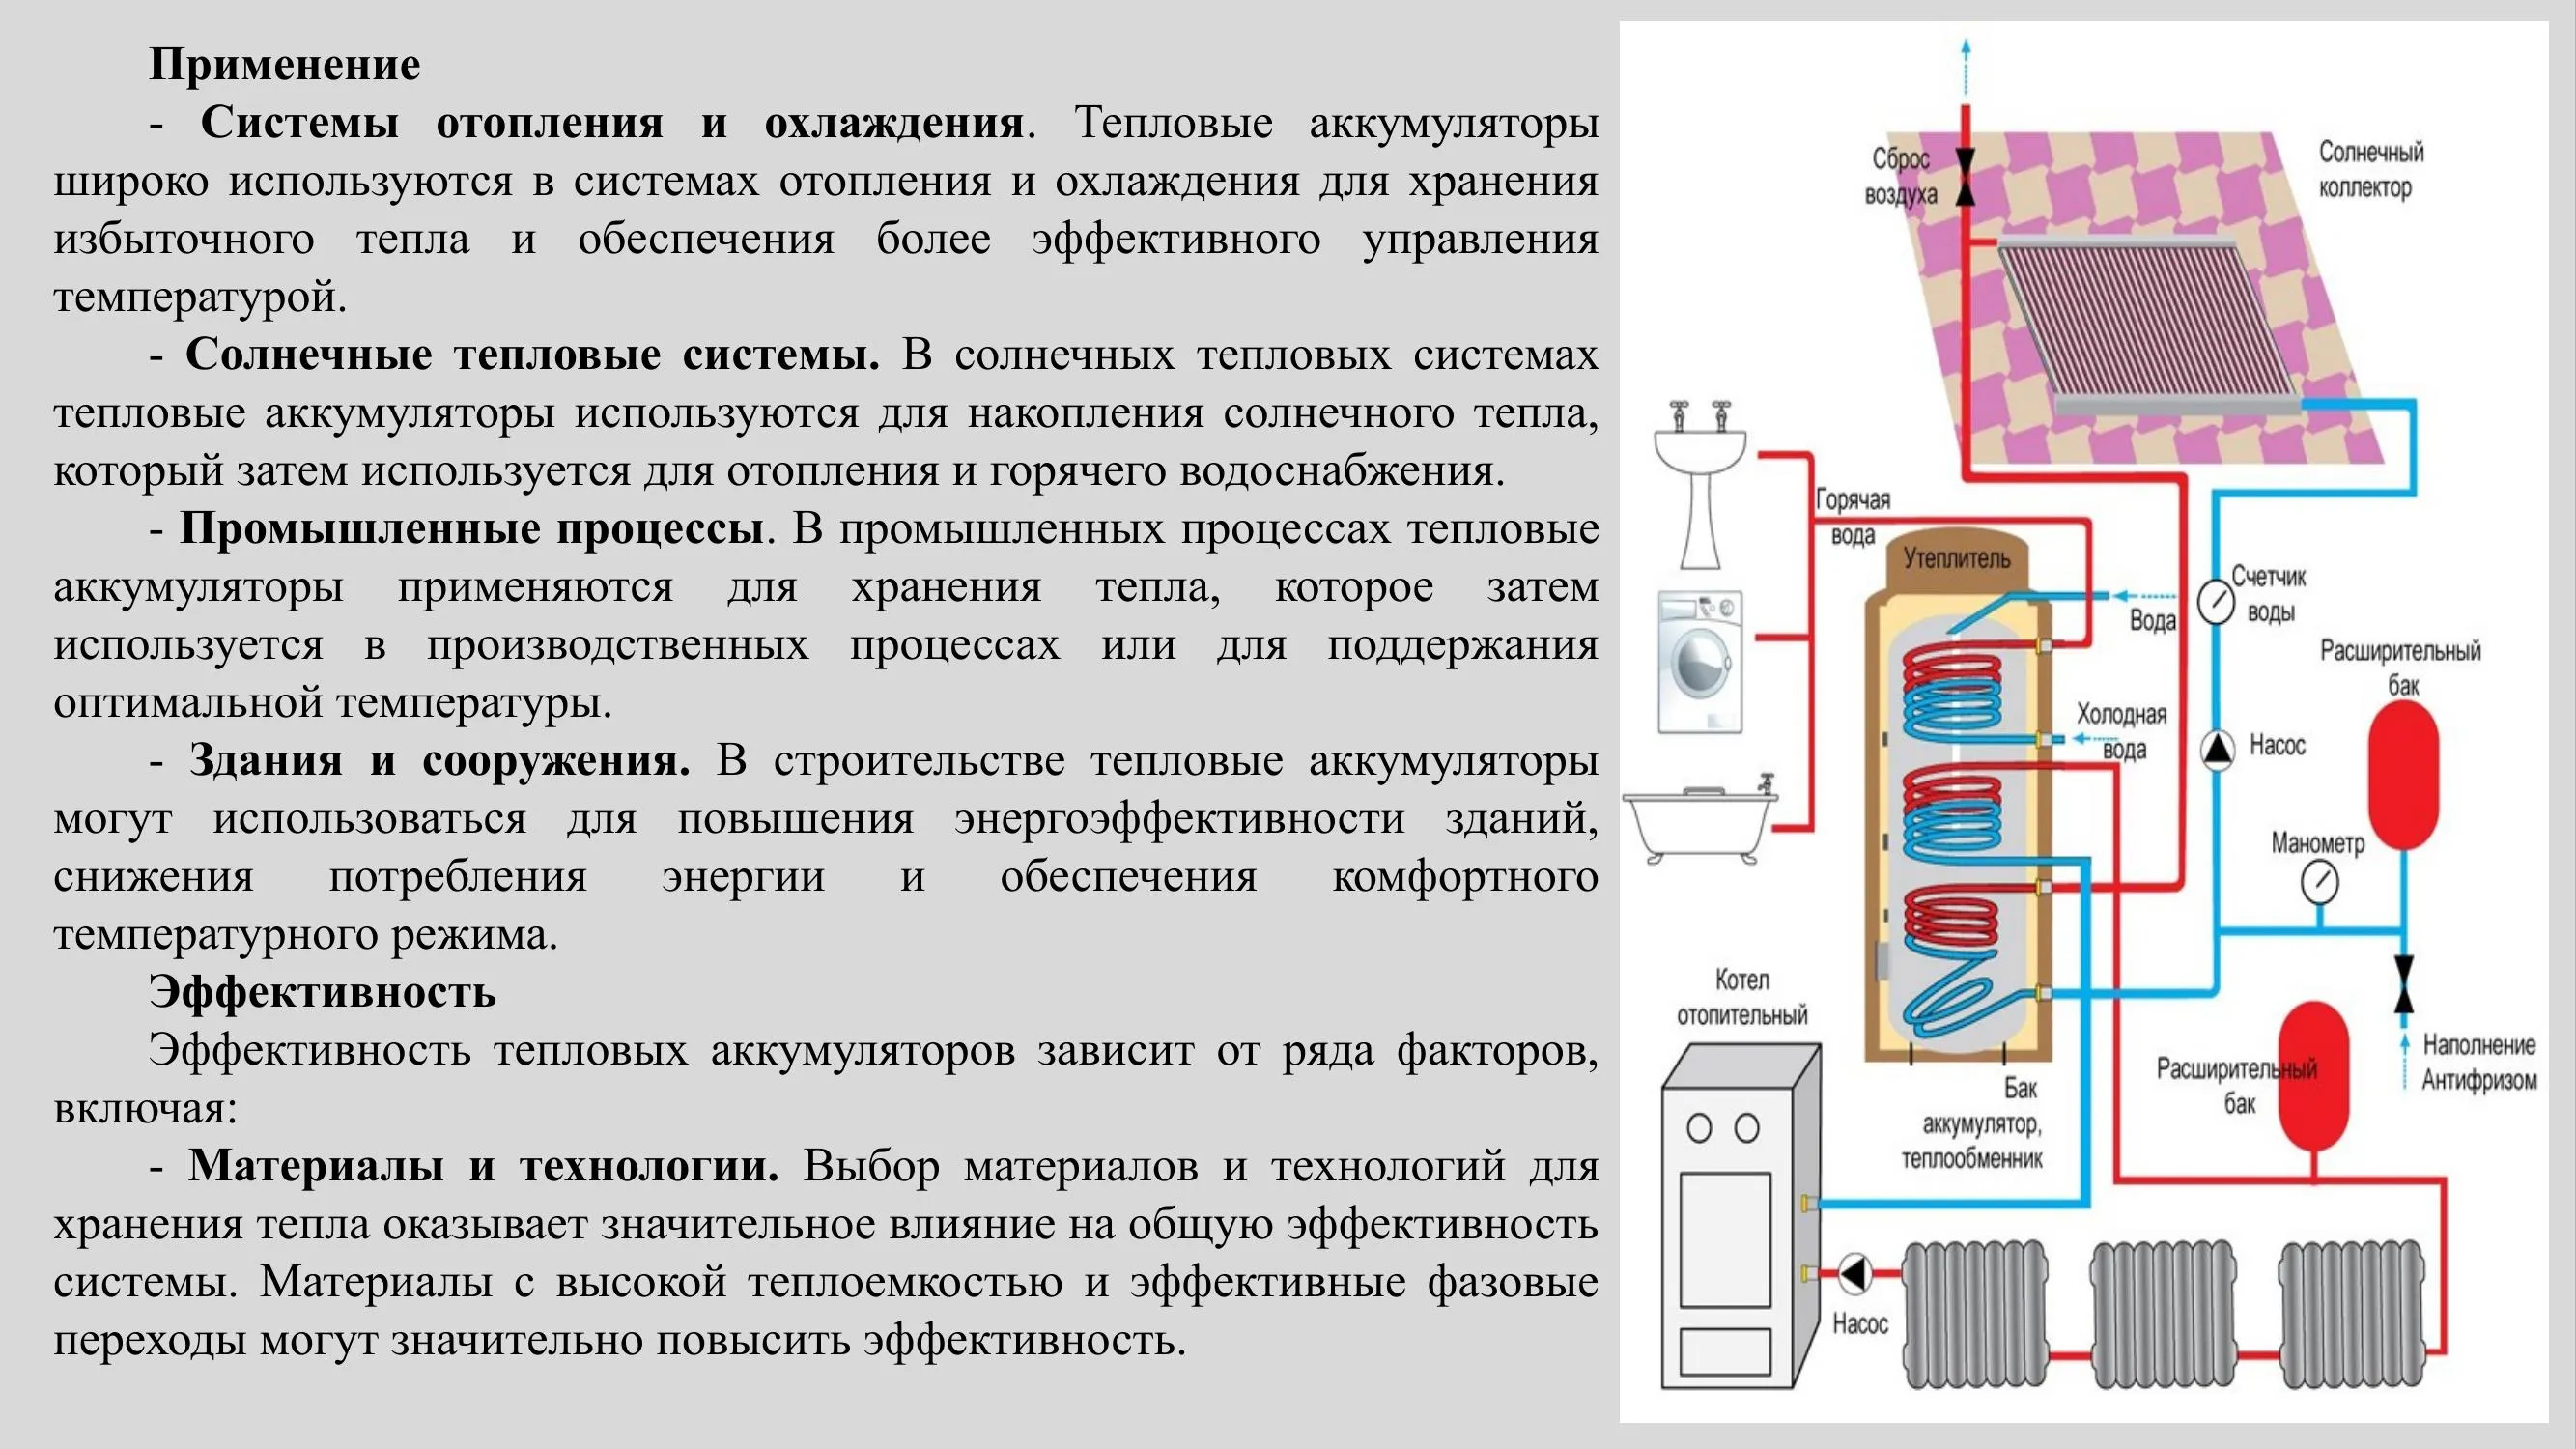 Применение
- Системы отопления и охлаждения. Тепловые аккумуляторы
широко используются в системах отопления и охлаждения для хранения
избыточного тепла и обеспечения более эффективного управления
температурой.
- Солнечные тепловые системы. В солнечных тепловых системах
тепловые аккумуляторы используются для накопления солнечного тепла,
который затем используется для отопления и горячего водоснабжения.
- Промышленные процессы. В промышленных процессах тепловые
аккумуляторы применяются для хранения тепла, которое затем
используется в производственных процессах или для поддержания
оптимальной температуры.
- Здания и сооружения. В строительстве тепловые аккумуляторы
могут использоваться для повышения энергоэффективности зданий,
снижения потребления энергии и обеспечения комфортного
температурного режима.
Эффективность
Эффективность тепловых аккумуляторов зависит от ряда факторов,
включая:
- Материалы и технологии. Выбор материалов и технологий для
хранения тепла оказывает значительное влияние на общую эффективность
системы. Материалы с высокой теплоемкостью и эффективные фазовые
переходы могут значительно повысить эффективность.
Сброс
воздуха
Солнечный
коллектор
Горячая
вода
Утеплитель
Вода
Счетчик
воды
Расширительный
бак
Холодная
вода
Насос
Манометр
Котел
отопительный
Бак
аккумулятор,
теплообменник
Расширительный
бак
Наполнение
Антифризом
Насос